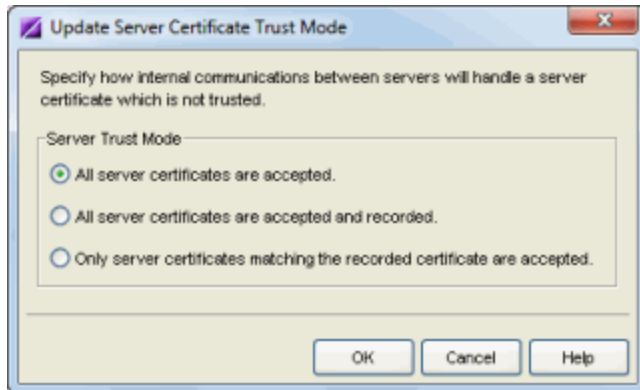 Update Server Certificate Trust Mode
Specify how internal communications between servers will handle a server
certificate which is not trusted.
Server Trust Mode
All server certificates are accepted.
All server certificates are accepted and recorded.
Only server certificates matching the recorded certificate are accepted.
OK Cancel Help